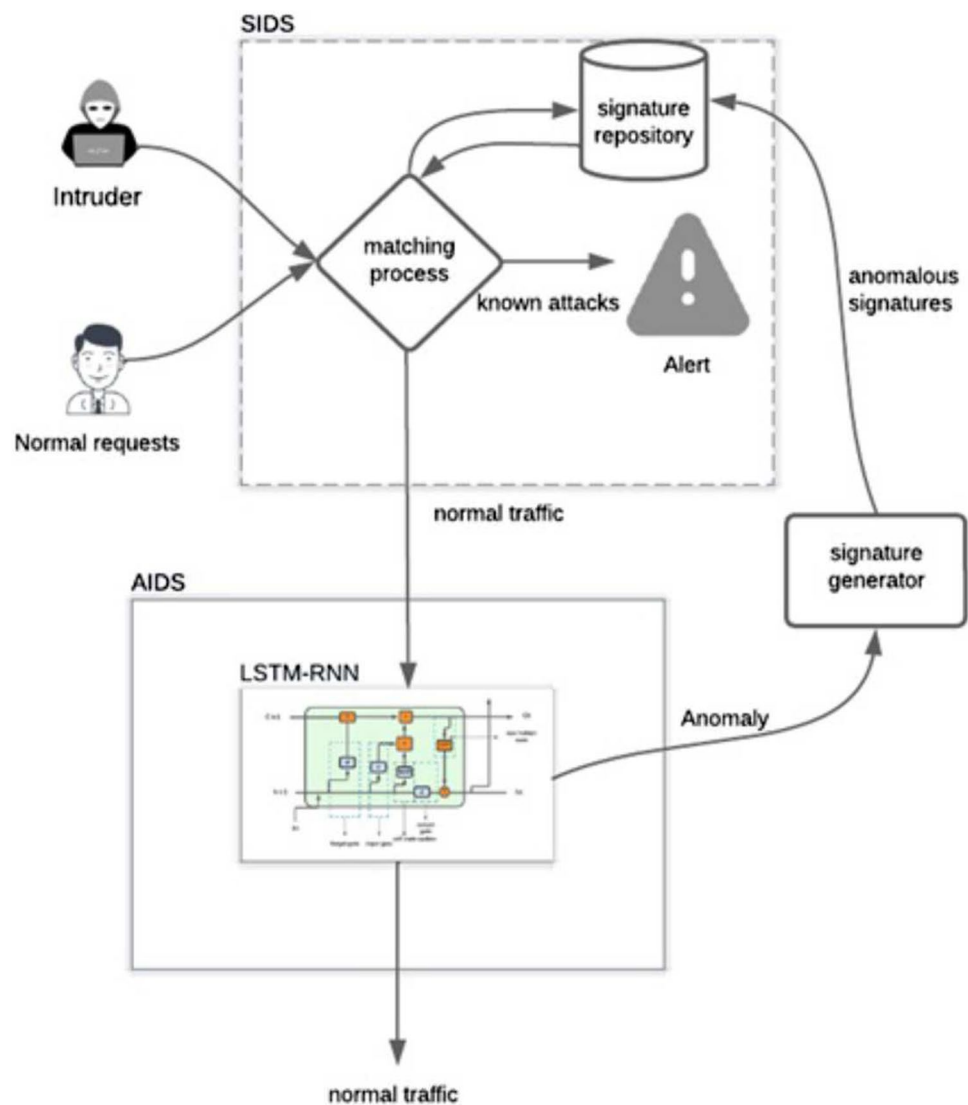 SIDS
signature
repository
Intruder
matching
process
known attacks
anomalous
signatures
Alert
Normal requests
normal traffic
signature
generator
AIDS
LSTM-RNN
Anomaly
normal traffic